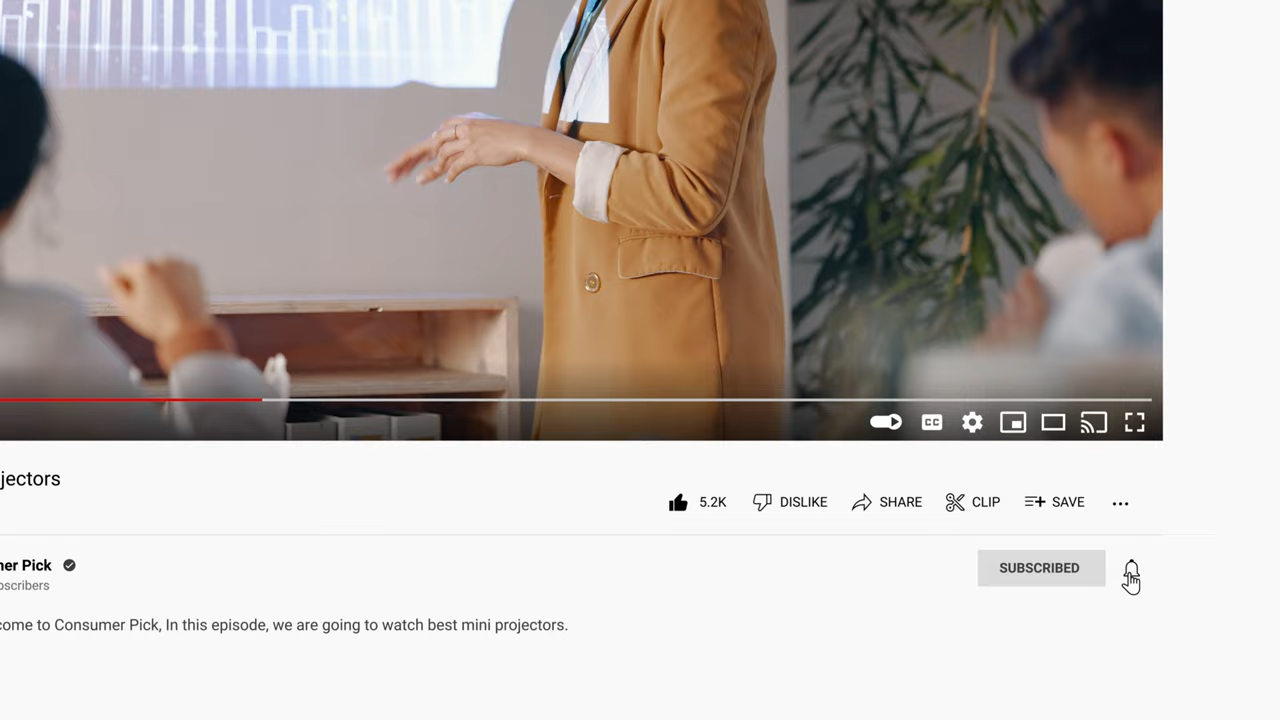 CC
jectors
5.2K DISLIKE SHARE CLIP SAVE
ner Pick
SUBSCRIBED
oscribers
come to Consumer Pick, In this episode, we are going to watch best mini projectors.